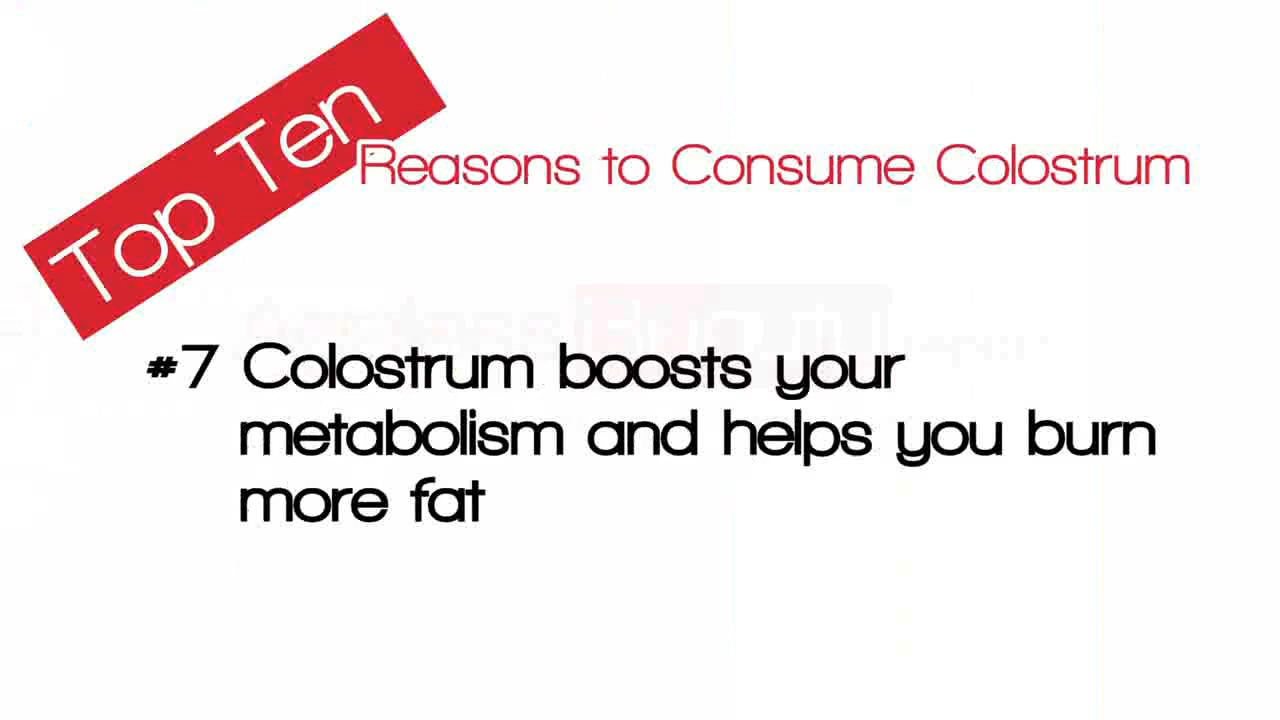 Top Ten
Reasons to Consume Colostrum
#7 Colostrum boosts your
metabolism and helps you burn
more fat